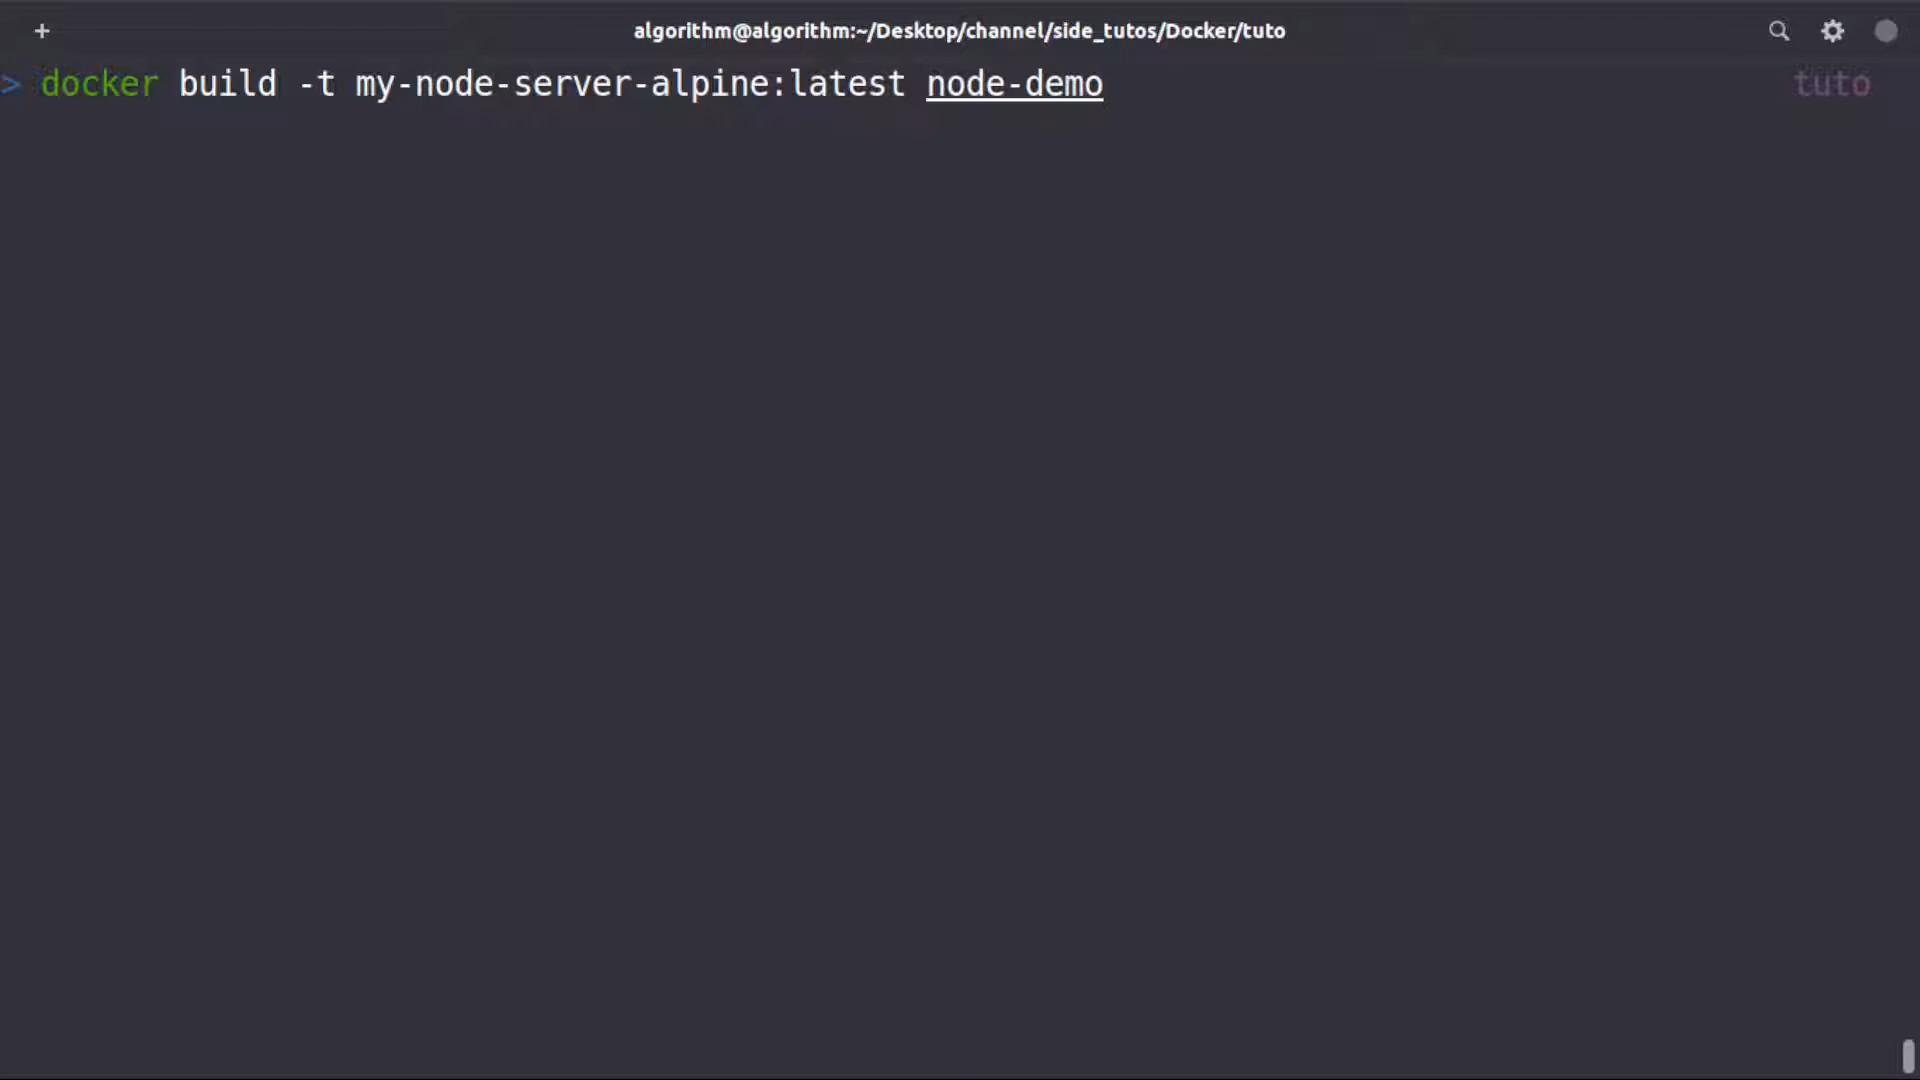 + algorithm@algorithm:~/Desktop/channel/side_tutos/Docker/tuto
> docker build -t my-node-server-alpine:latest node-demo tuto